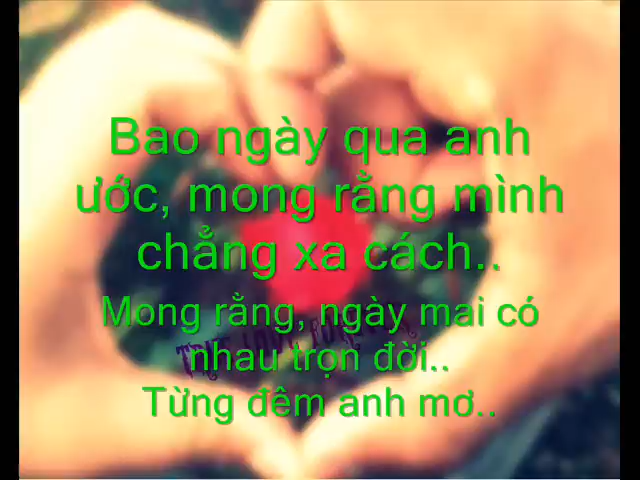 Bao ngày qua anh
ước, mong rằng mình
chẳng xa cách..
Mong rằng, ngày mai có
nhau trọn đời..
Từng đêm anh mơ..